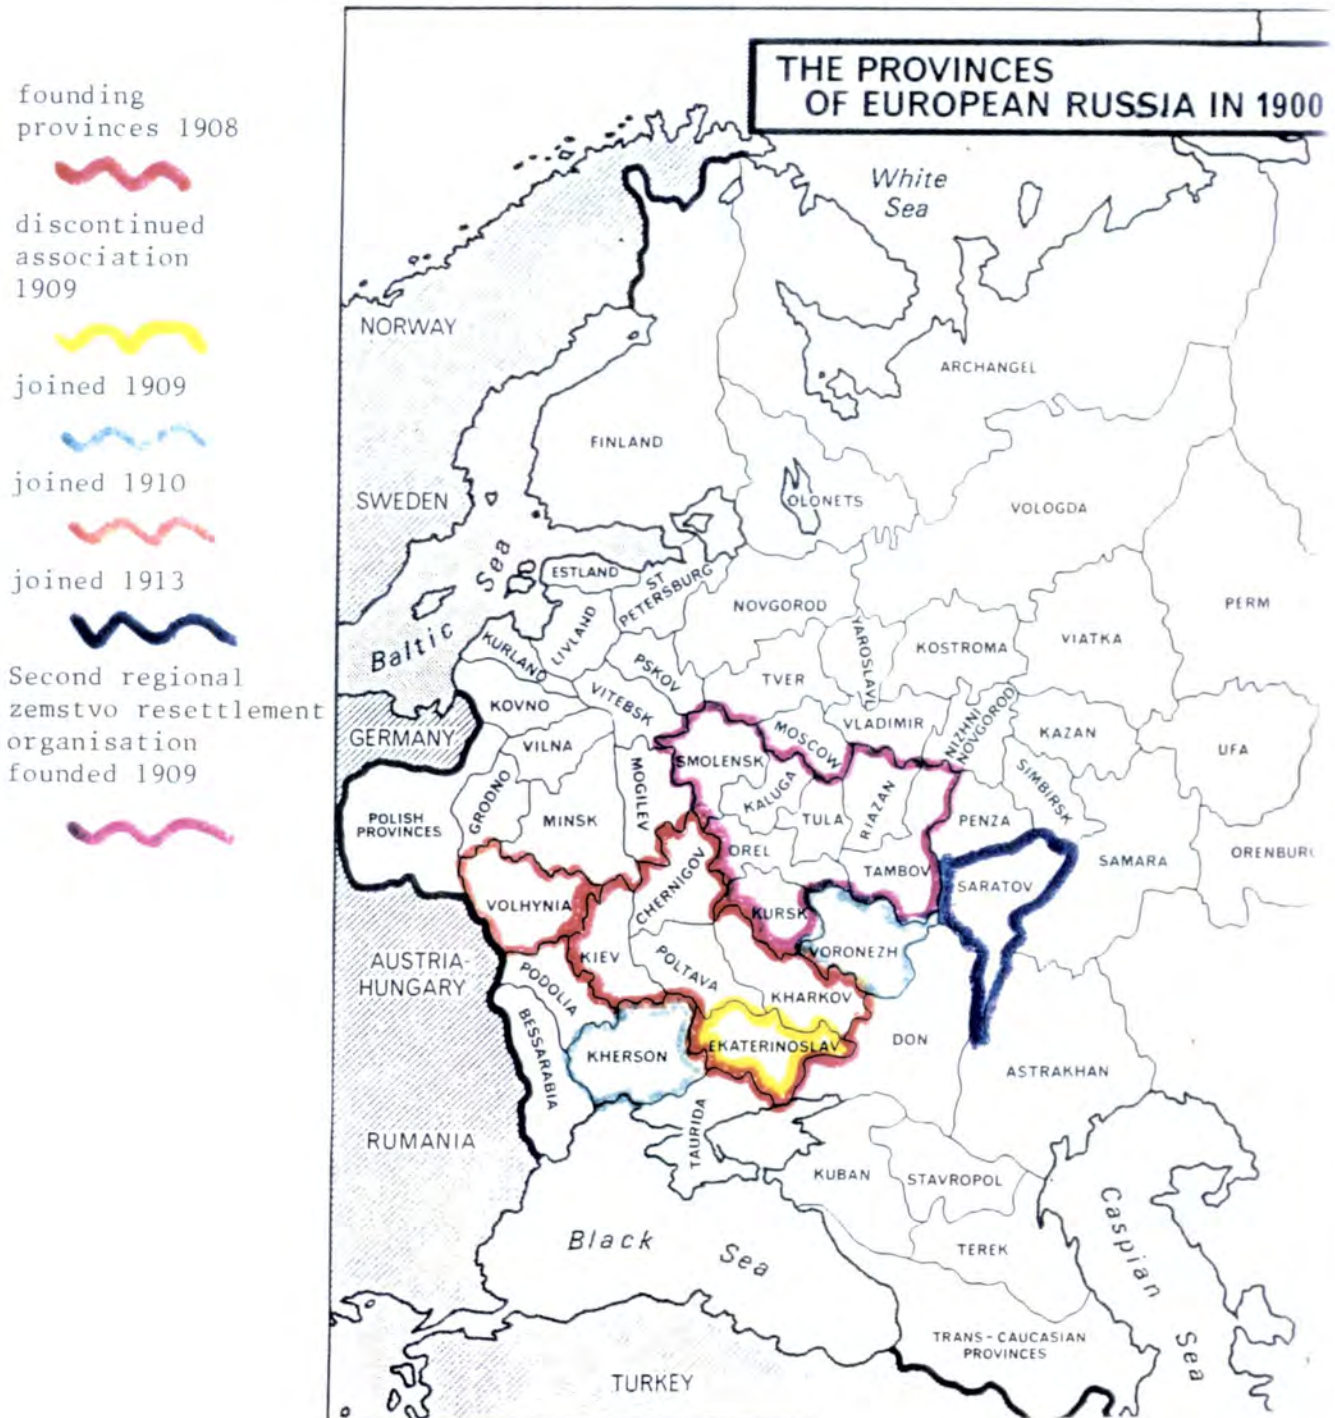 THE PROVINCES
OF EUROPEAN RUSSIA IN 1900
founding
provinces 1908
discontinued
association
1909
joined 1909
joined 1910
joined 1913
Second regional
zemstvo resettlement
organisation
founded 1909
White
Sea
NORWAY
ARCHANGEL
FINLAND
SWEDEN
OLONETS
VOLOGDA
Baltic Sea
ESTLAND
ST
PETERSBURG
NOVGOROD
PERM
LIVLAND
YAROSLAVL
KOSTROMA
VIATKA
KURLAND
PSKOV
TVER
KOVNO
VITEBSK
MOSCOW
VLADIMIR
NIZHNI
NOVGOROD
KAZAN
UFA
GERMANY
VILNA
SMOLENSK
SIMBIRSK
MOGILEV
KALUGA
GRODNO
POLISH
PROVINCES
MINSK
TULA
RIAZAN
PENZA
OREL
SAMARA
ORENBURG
CHERNIGOV
TAMBOV
SARATOV
VOLHYNIA
KURSK
AUSTRIA-
HUNGARY
KIEV
POLTAVA
VORONEZH
PODOLIA
KHARKOV
BESSARABIA
KHERSON
EKATERINOSLAV
DON
ASTRAKHAN
RUMANIA
TAURIDA
KUBAN
STAVROPOL
Black Sea
TEREK
Caspian Sea
TRANS-CAUCASIAN
PROVINCES
TURKEY